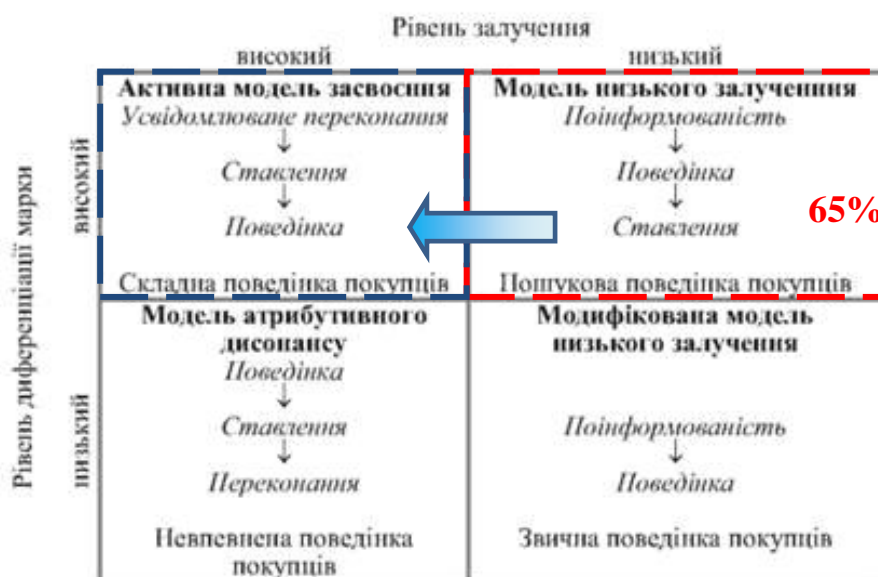 Рівень залучення
високий
низький
Рівень диференціації марки
високий
Активна модель засвоєння
Усвідомлюване переконання
Ставлення
Поведінка
Складна поведінка покупців
Модель низького залученння
Поінформованість
Поведінка
Ставлення
65%
Пошукова поведінка покупців
низький
Модель атрибутивного
дисонансу
Поведінка
Ставлення
Переконання
Невпевнена поведінка
покупців
Модифікована модель
низького залучення
Поінформованість
Поведінка
Звична поведінка покупців